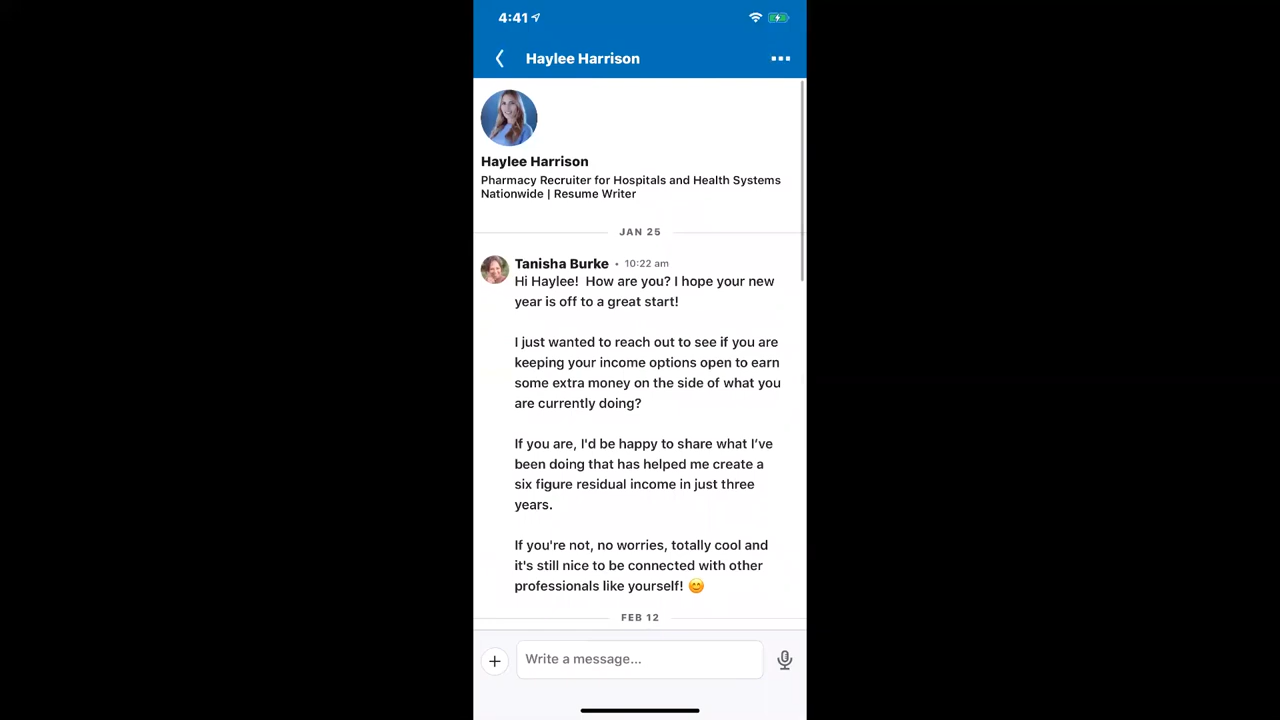 4:41
Haylee Harrison
Haylee Harrison
Pharmacy Recruiter for Hospitals and Health Systems
Nationwide | Resume Writer
JAN 25
Tanisha Burke • 10:22 am
Hi Haylee!  How are you? I hope your new
year is off to a great start!
I just wanted to reach out to see if you are
keeping your income options open to earn
some extra money on the side of what you
are currently doing?
If you are, I'd be happy to share what I’ve
been doing that has helped me create a
six figure residual income in just three
years.
If you're not, no worries, totally cool and
it's still nice to be connected with other
professionals like yourself! 😊
FEB 12
Write a message...